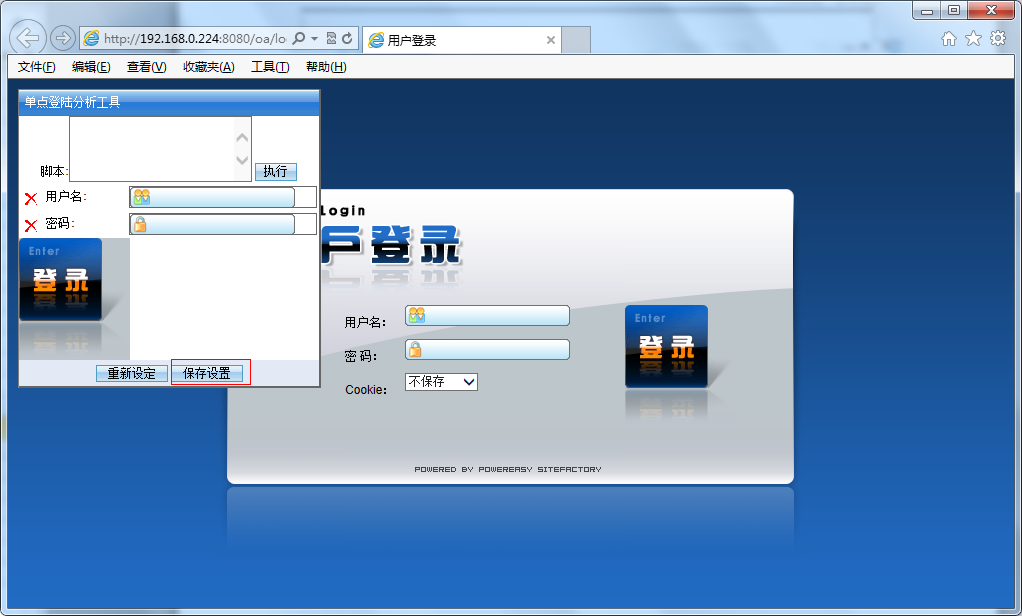 http://192.168.0.224:8080/oa/lo
用户登录
文件(F) 编辑(E) 查看(V) 收藏夹(A) 工具(T) 帮助(H)
单点登陆分析工具
脚本:
执行
用户名:
密码:
Enter
登录
重新设定
保存设置
Login
户登录
用户名：
密 码：
Cookie：
不保存
Enter
登录
POWERED BY POWEREASY SITEFACTORY